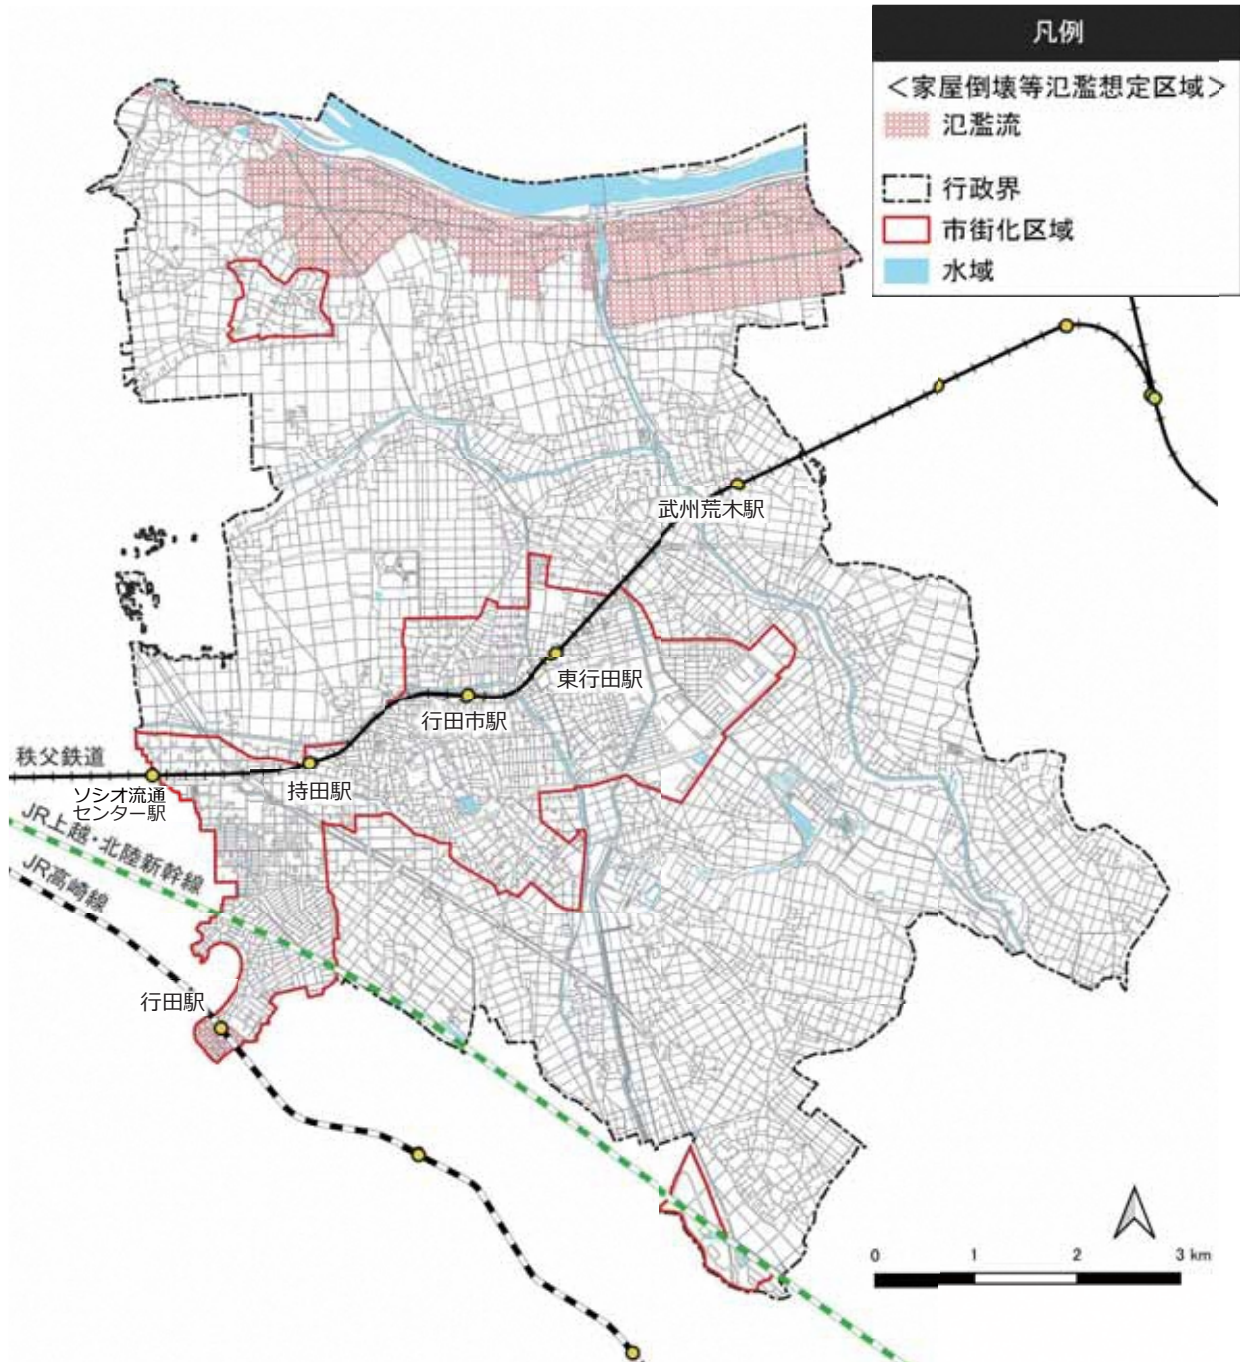 凡例
＜家屋倒壊等氾濫想定区域＞
氾濫流
行政界
市街化区域
水域
武州荒木駅
東行田駅
行田市駅
秩父鉄道
持田駅
ソシオ流通
センター駅
JR上越・北陸新幹線
JR高崎線
行田駅
0 1 2 3 km